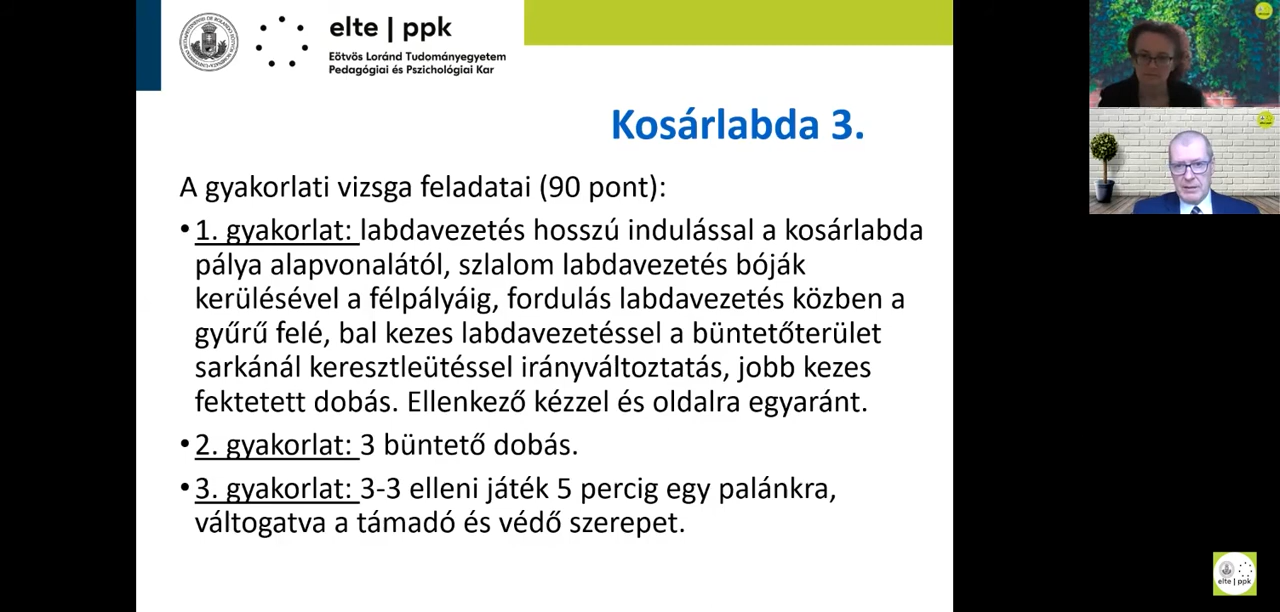 elte | ppk
Eötvös Loránd Tudományegyetem
Pedagógiai és Pszichológiai Kar
Kosárlabda 3.
A gyakorlati vizsga feladatai (90 pont):
• 1. gyakorlat: labdavezetés hosszú indulással a kosárlabda
pálya alapvonalától, szlalom labdavezetés bóják
kerülésével a félpályáig, fordulás labdavezetés közben a
gyűrű felé, bal kezes labdavezetéssel a büntetőterület
sarkánál keresztleütéssel irányváltoztatás, jobb kezes
fektetett dobás. Ellenkező kézzel és oldalra egyaránt.
• 2. gyakorlat: 3 büntető dobás.
• 3. gyakorlat: 3-3 elleni játék 5 percig egy palánkra,
váltogatva a támadó és védő szerepet.
elte | ppk